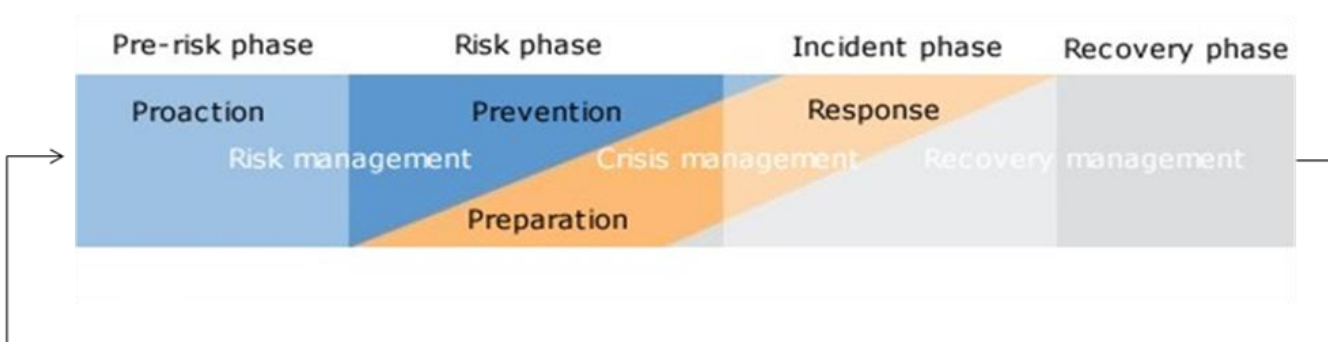 Pre-risk phase
Risk phase
Incident phase
Recovery phase
Proaction
Prevention
Response
Risk management
Crisis management
Recovery management
Preparation